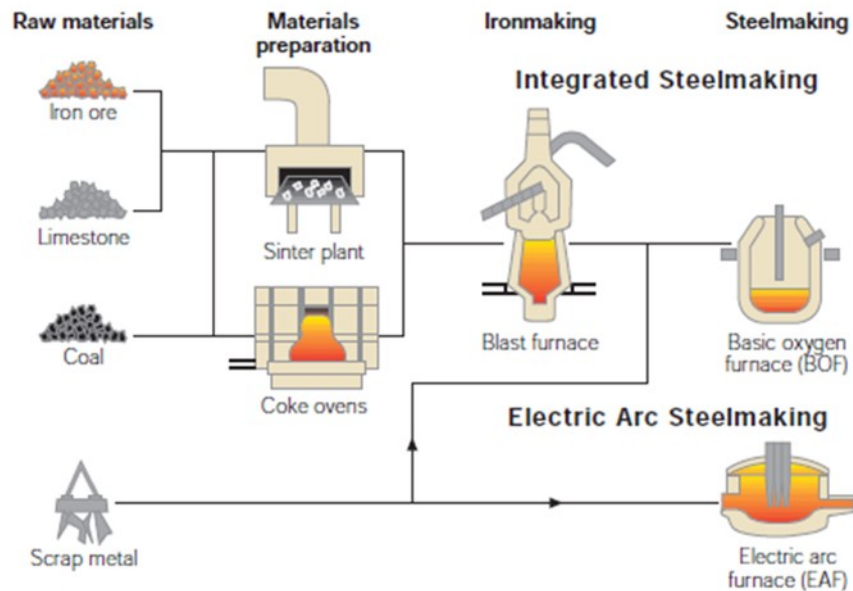 Raw materials
Materials
preparation
Ironmaking
Steelmaking
Integrated Steelmaking
Iron ore
Limestone
Sinter plant
Coal
Coke ovens
Blast furnace
Basic oxygen
furnace (BOF)
Electric Arc Steelmaking
Scrap metal
Electric arc
furnace (EAF)